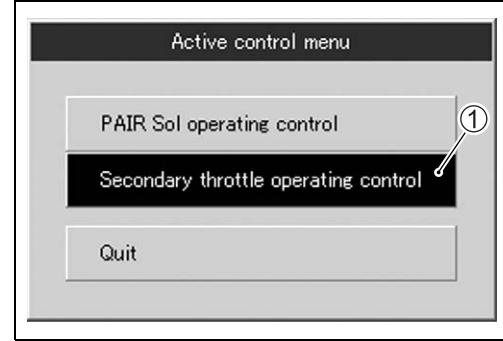 Active control menu
PAIR Sol operating control
①
Secondary throttle operating control
Quit